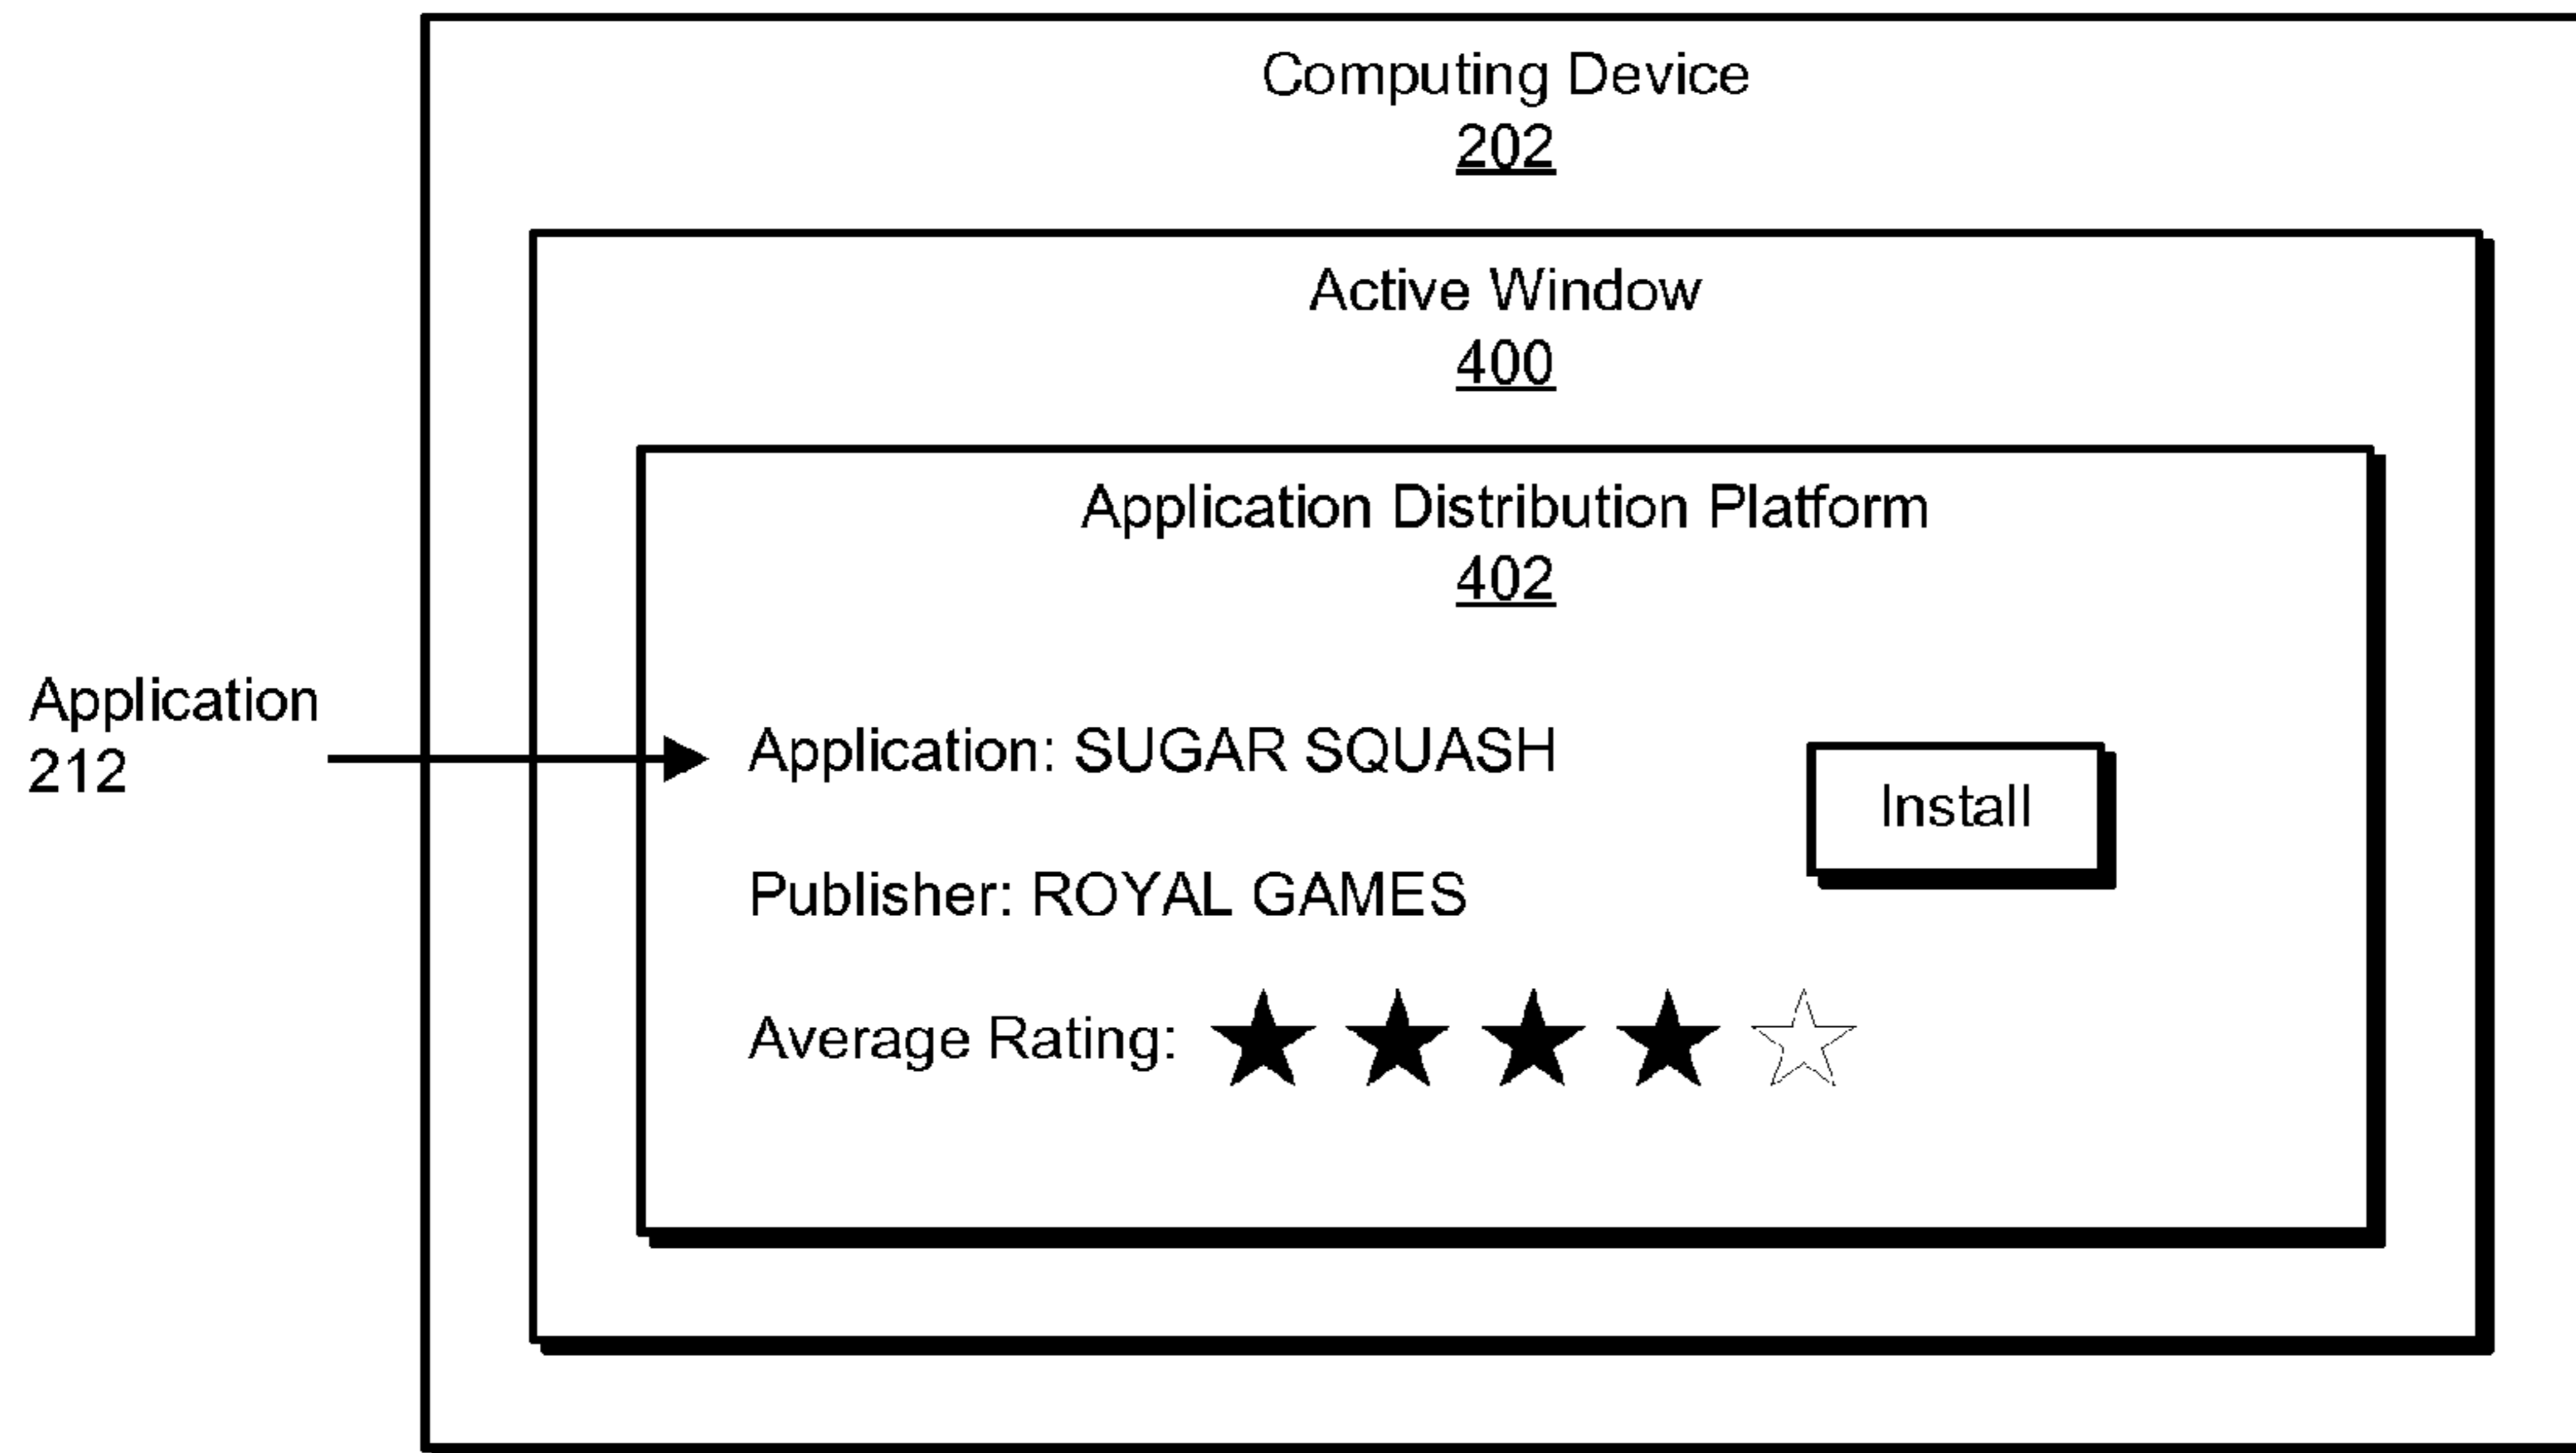 Computing Device
202
Active Window
400
Application Distribution Platform
402
Application
212
Application: SUGAR SQUASH
Install
Publisher: ROYAL GAMES
Average Rating: